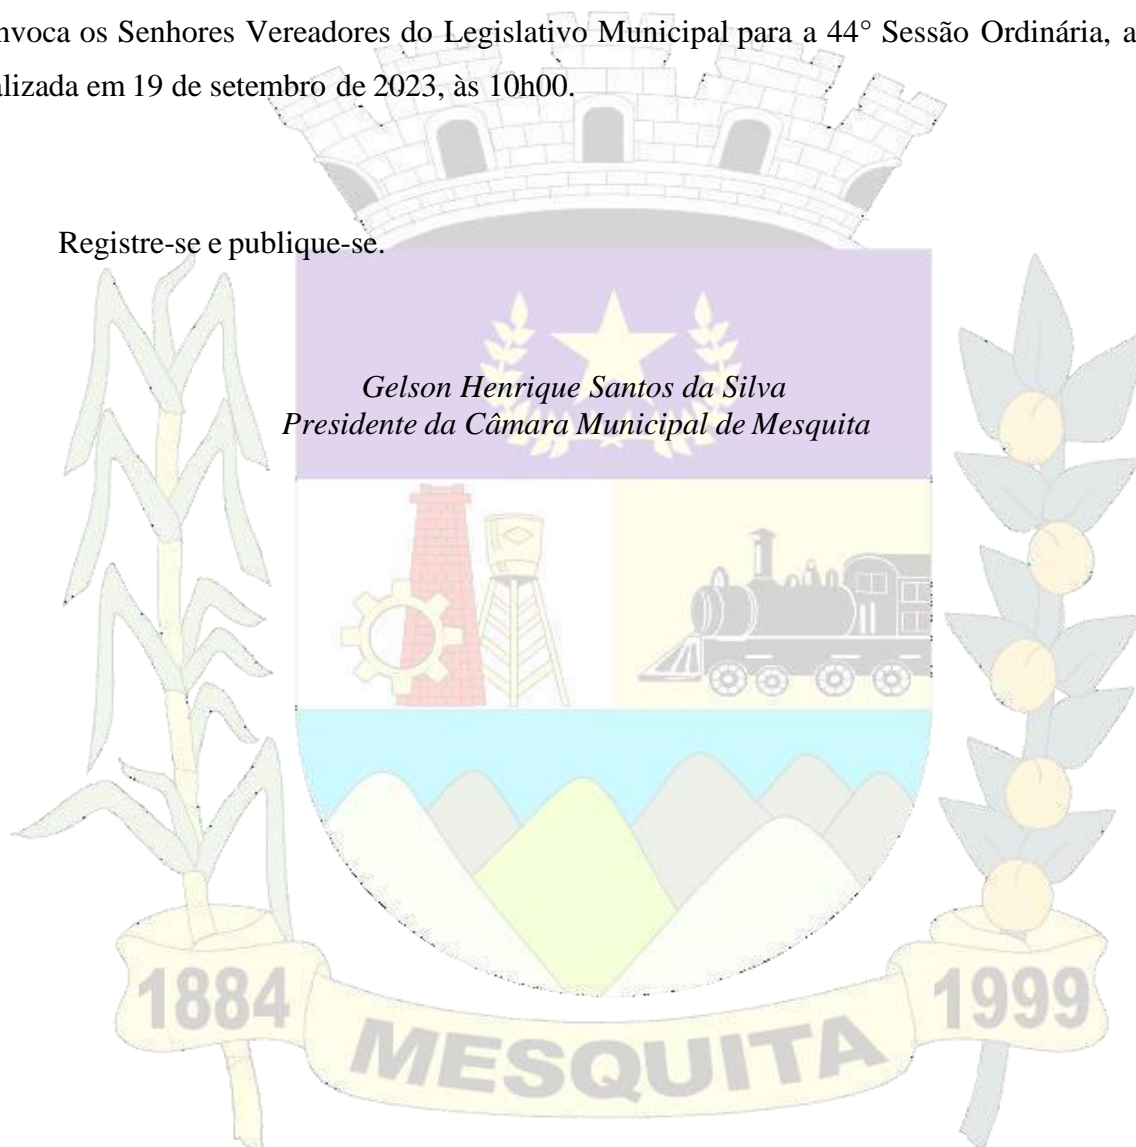 nvoca os Senhores Vereadores do Legislativo Municipal para a 44° Sessão Ordinária, a
alizada em 19 de setembro de 2023, às 10h00.
Registre-se e publique-se.
Gelson Henrique Santos da Silva
Presidente da Câmara Municipal de Mesquita
1884
1999
MESQUITA